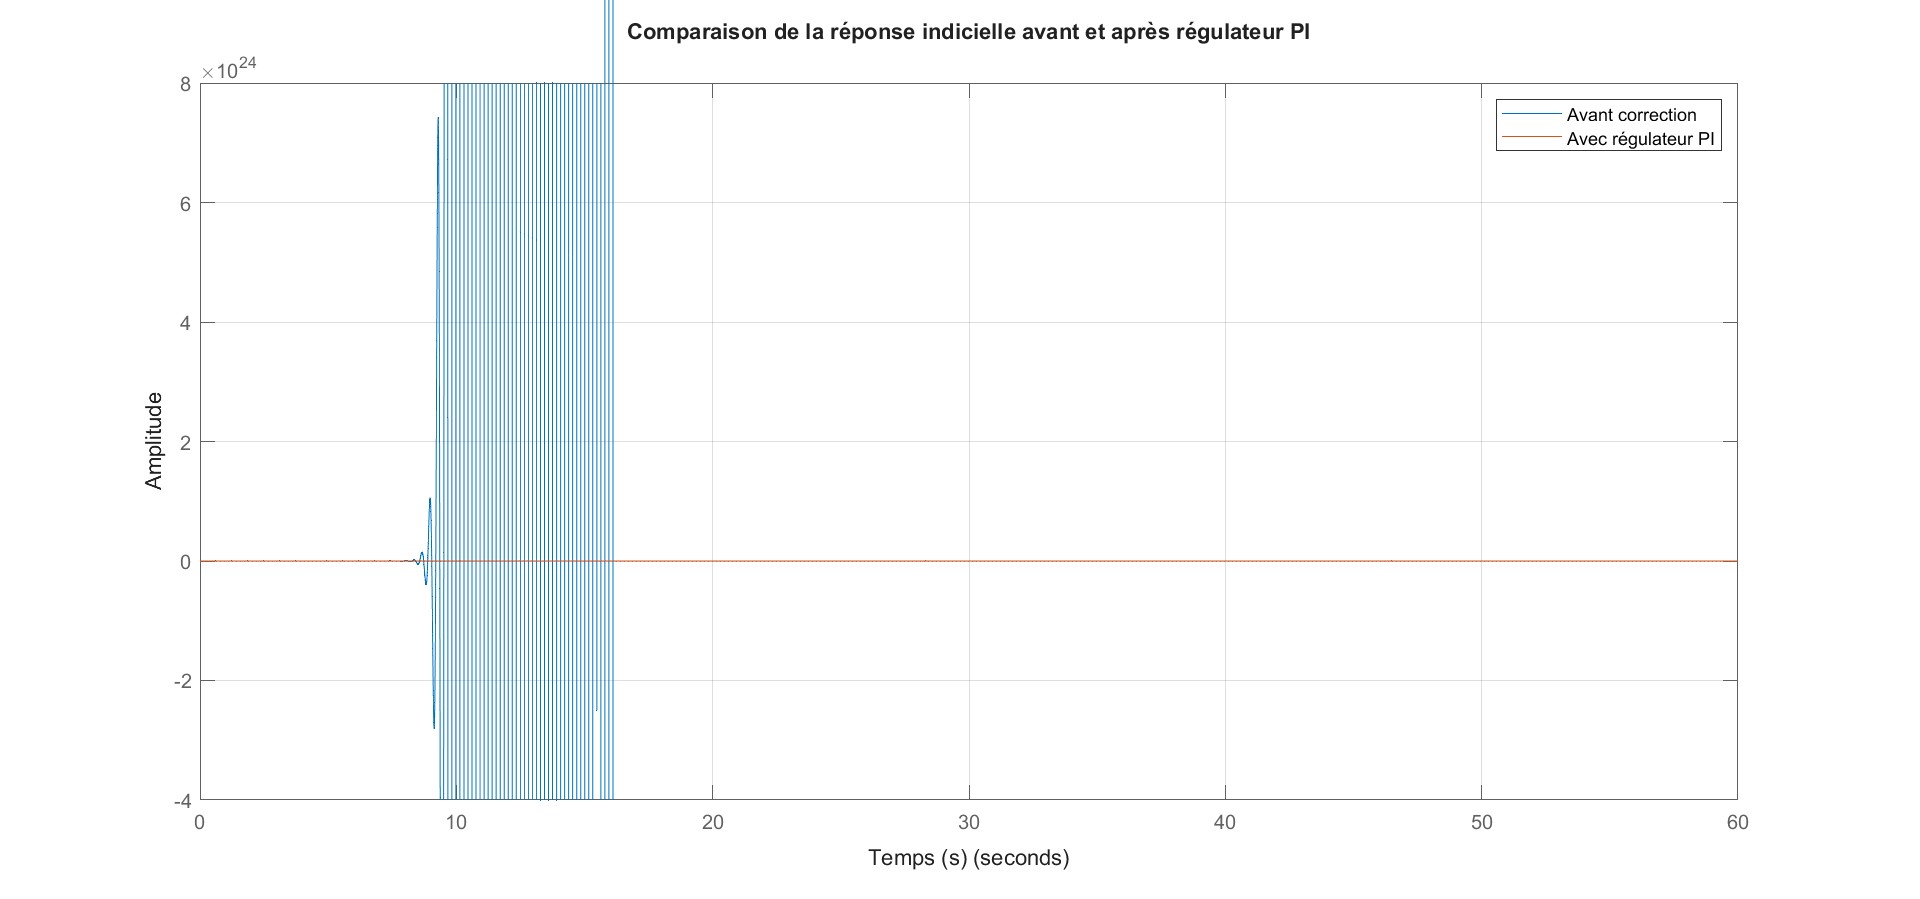 Comparaison de la réponse indicielle avant et après régulateur PI
×10^24
8
6
4
2
0
-2
-4
Amplitude
Avant correction
Avec régulateur PI
0 10 20 30 40 50 60
Temps (s) (seconds)